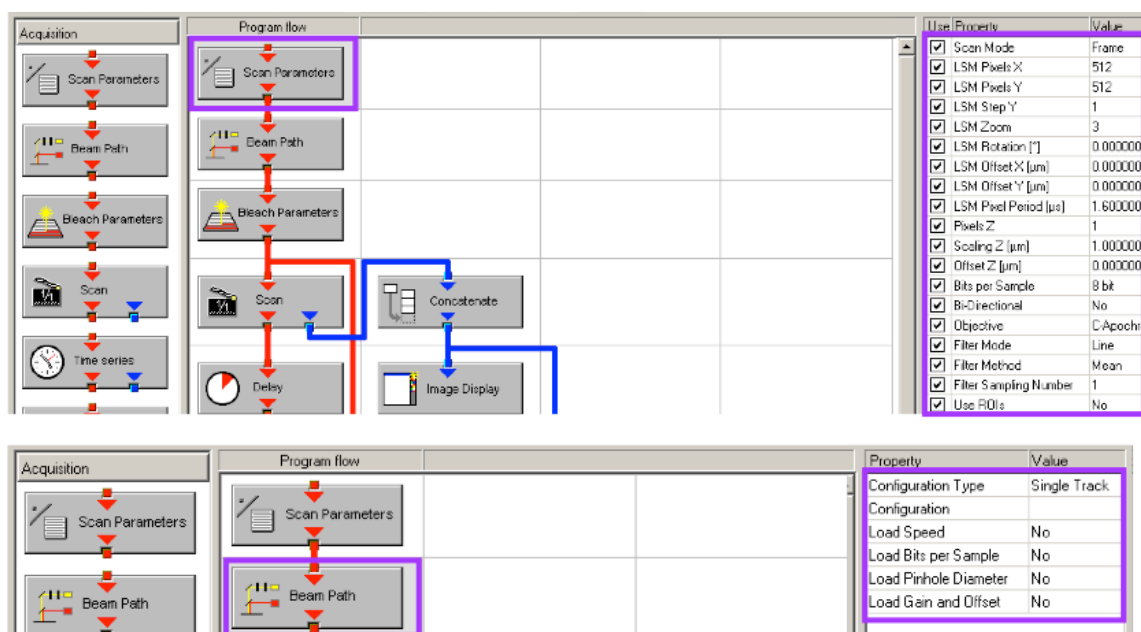 Acquisition
Scan Parameters
Beam Path
Bleach Parameters
Scan
Time series
Program flow
Scan Parameters
Beam Path
Bleach Parameters
Scan
Concatenate
Delay
Image Display
Use Property Value
Scan Mode Frame
LSM Pixels X 512
LSM Pixels Y 512
LSM Step Y 1
LSM Zoom 3
LSM Rotation [°] 0.000000
LSM Offset X [µm] 0.000000
LSM Offset Y [µm] 0.000000
LSM Pixel Period [µs] 1.600000
Pixels Z 1
Scaling Z [µm] 1.000000
Offset Z [µm] 0.000000
Bits per Sample 8 bit
Bi-Directional No
Objective C-Apochr
Filter Mode Line
Filter Method Mean
Filter Sampling Number 1
Use ROIs No
Acquisition
Scan Parameters
Beam Path
Program flow
Scan Parameters
Beam Path
Property Value
Configuration Type Single Track
Configuration
Load Speed No
Load Bits per Sample No
Load Pinhole Diameter No
Load Gain and Offset No